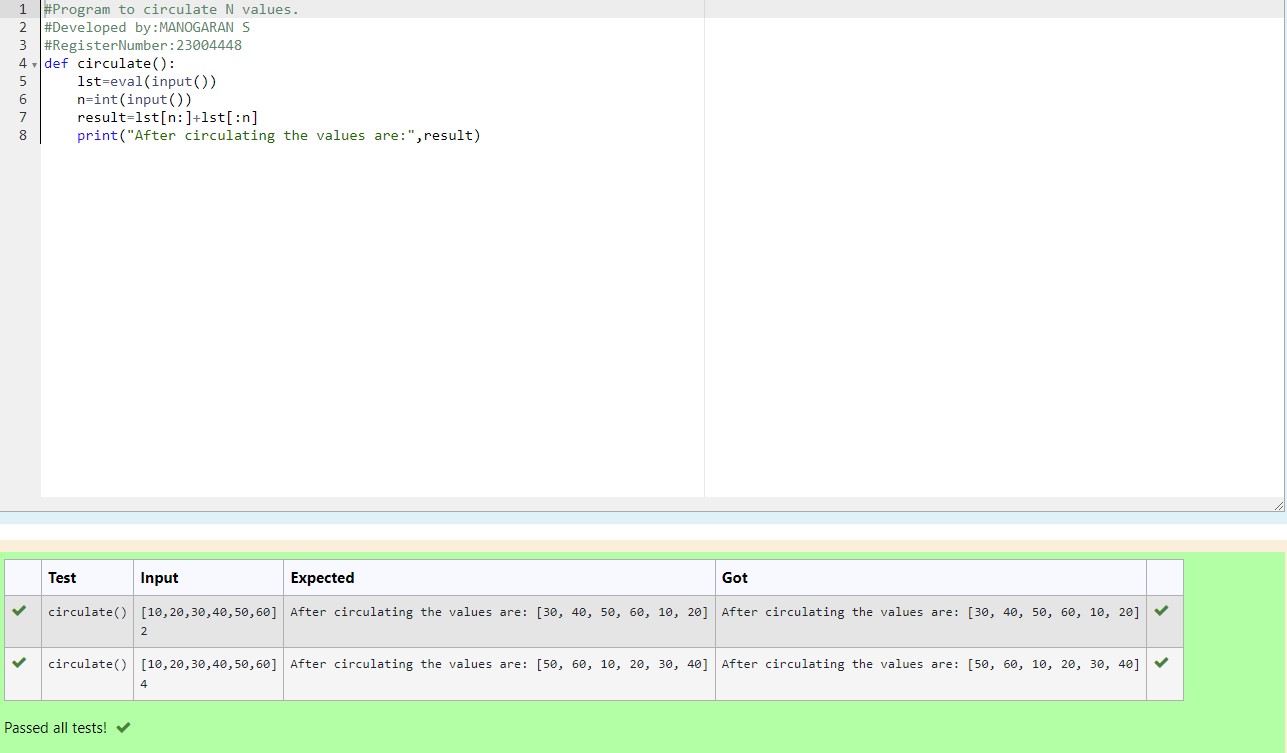 1 #Program to circulate N values.
2 #Developed by:MANOGARAN S
3 #RegisterNumber:23004448
4 def circulate():
5     lst=eval(input())
6     n=int(input())
7     result=lst[n:]+lst[:n]
8     print("After circulating the values are:",result)
Test Input Expected Got
circulate() [10,20,30,40,50,60] After circulating the values are: [30, 40, 50, 60, 10, 20] After circulating the values are: [30, 40, 50, 60, 10, 20]
2
circulate() [10,20,30,40,50,60] After circulating the values are: [50, 60, 10, 20, 30, 40] After circulating the values are: [50, 60, 10, 20, 30, 40]
4
Passed all tests!